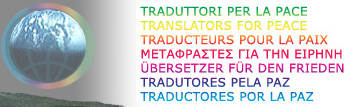 TRADUTTORI PER LA PACE
TRANSLATORS FOR PEACE
TRADUCTEURS POUR LA PAIX
ΜΕΤΑΦΡΑΣΤΕΣ ΓΙΑ ΤΗΝ ΕΙΡΗΝΗ
ÜBERSETZER FÜR DEN FRIEDEN
TRADUTORES PELA PAZ
TRADUCTORES POR LA PAZ